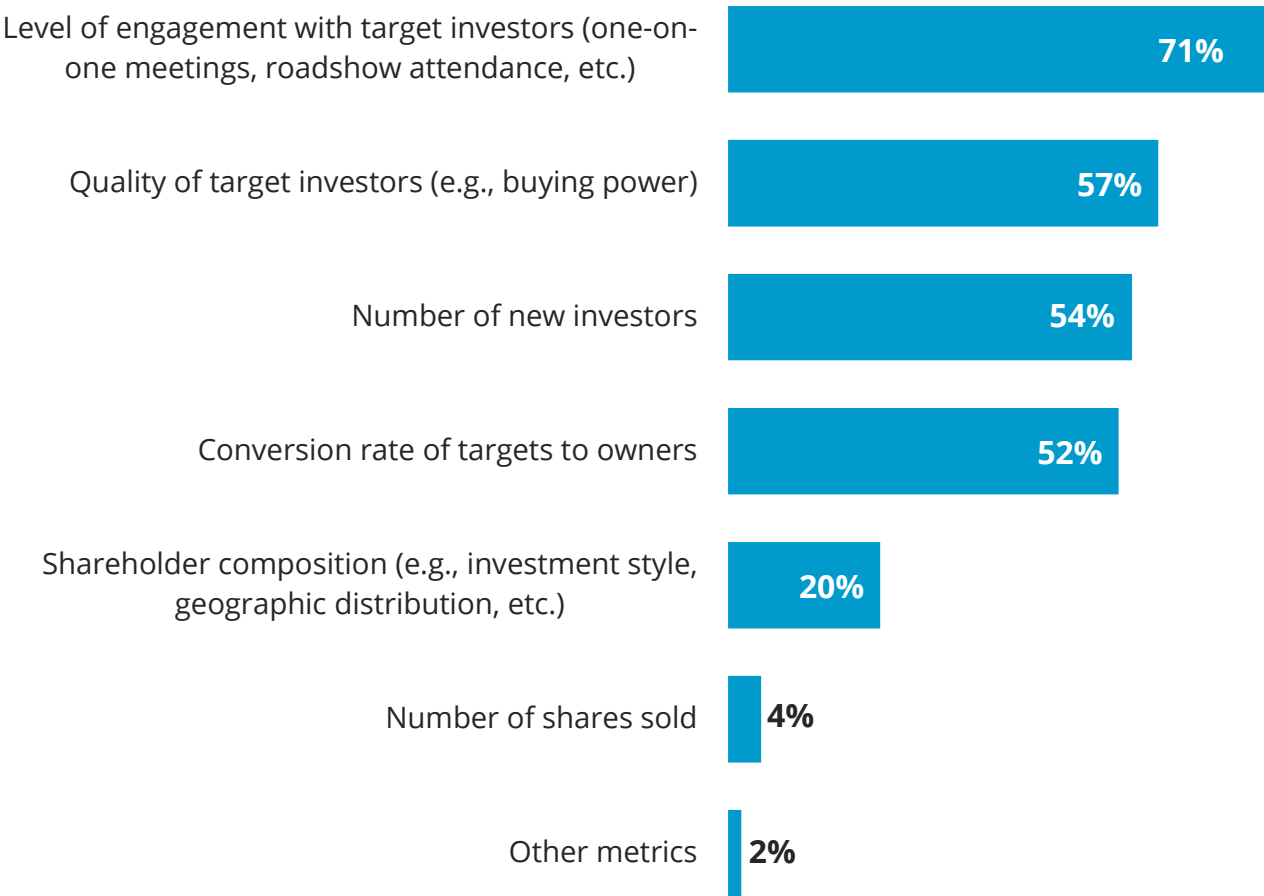 Level of engagement with target investors (one-on-
one meetings, roadshow attendance, etc.)
71%
Quality of target investors (e.g., buying power)
57%
Number of new investors
54%
Conversion rate of targets to owners
52%
Shareholder composition (e.g., investment style,
geographic distribution, etc.)
20%
Number of shares sold
4%
Other metrics
2%